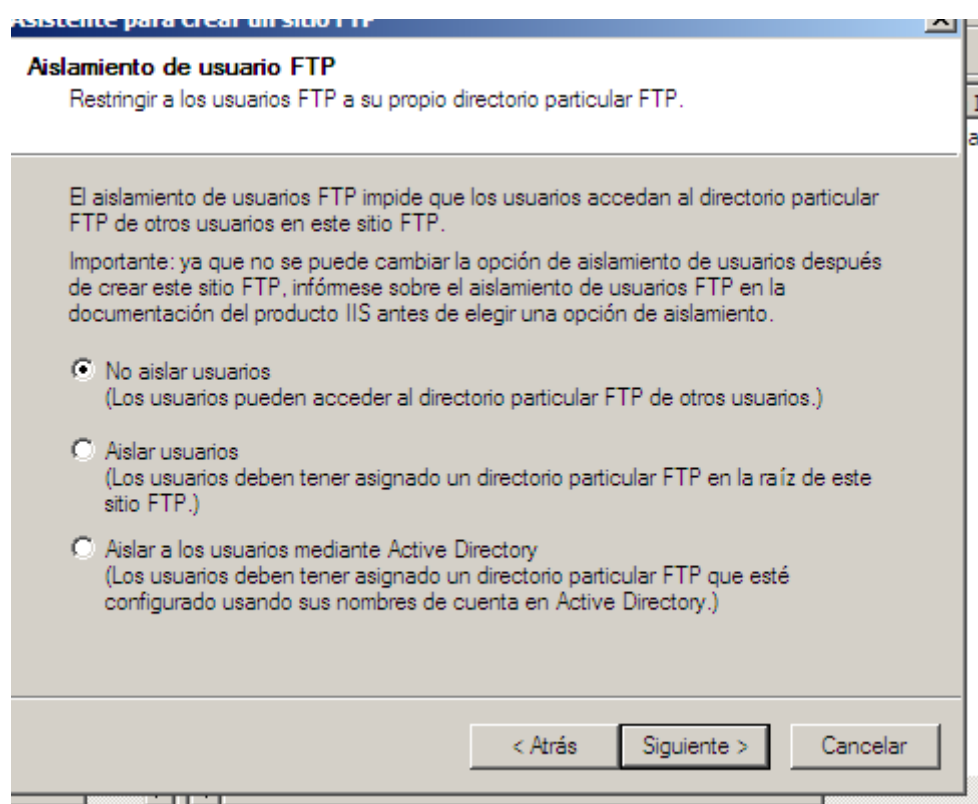 Asistente para crear un sitio FTP
Aislamiento de usuario FTP
Restringir a los usuarios FTP a su propio directorio particular FTP.
El aislamiento de usuarios FTP impide que los usuarios accedan al directorio particular
FTP de otros usuarios en este sitio FTP.
Importante: ya que no se puede cambiar la opción de aislamiento de usuarios después
de crear este sitio FTP, infórmese sobre el aislamiento de usuarios FTP en la
documentación del producto IIS antes de elegir una opción de aislamiento.
No aislar usuarios
(Los usuarios pueden acceder al directorio particular FTP de otros usuarios.)
Aislar usuarios
(Los usuarios deben tener asignado un directorio particular FTP en la raíz de este
sitio FTP.)
Aislar a los usuarios mediante Active Directory
(Los usuarios deben tener asignado un directorio particular FTP que esté
configurado usando sus nombres de cuenta en Active Directory.)
< Atrás
Siguiente >
Cancelar